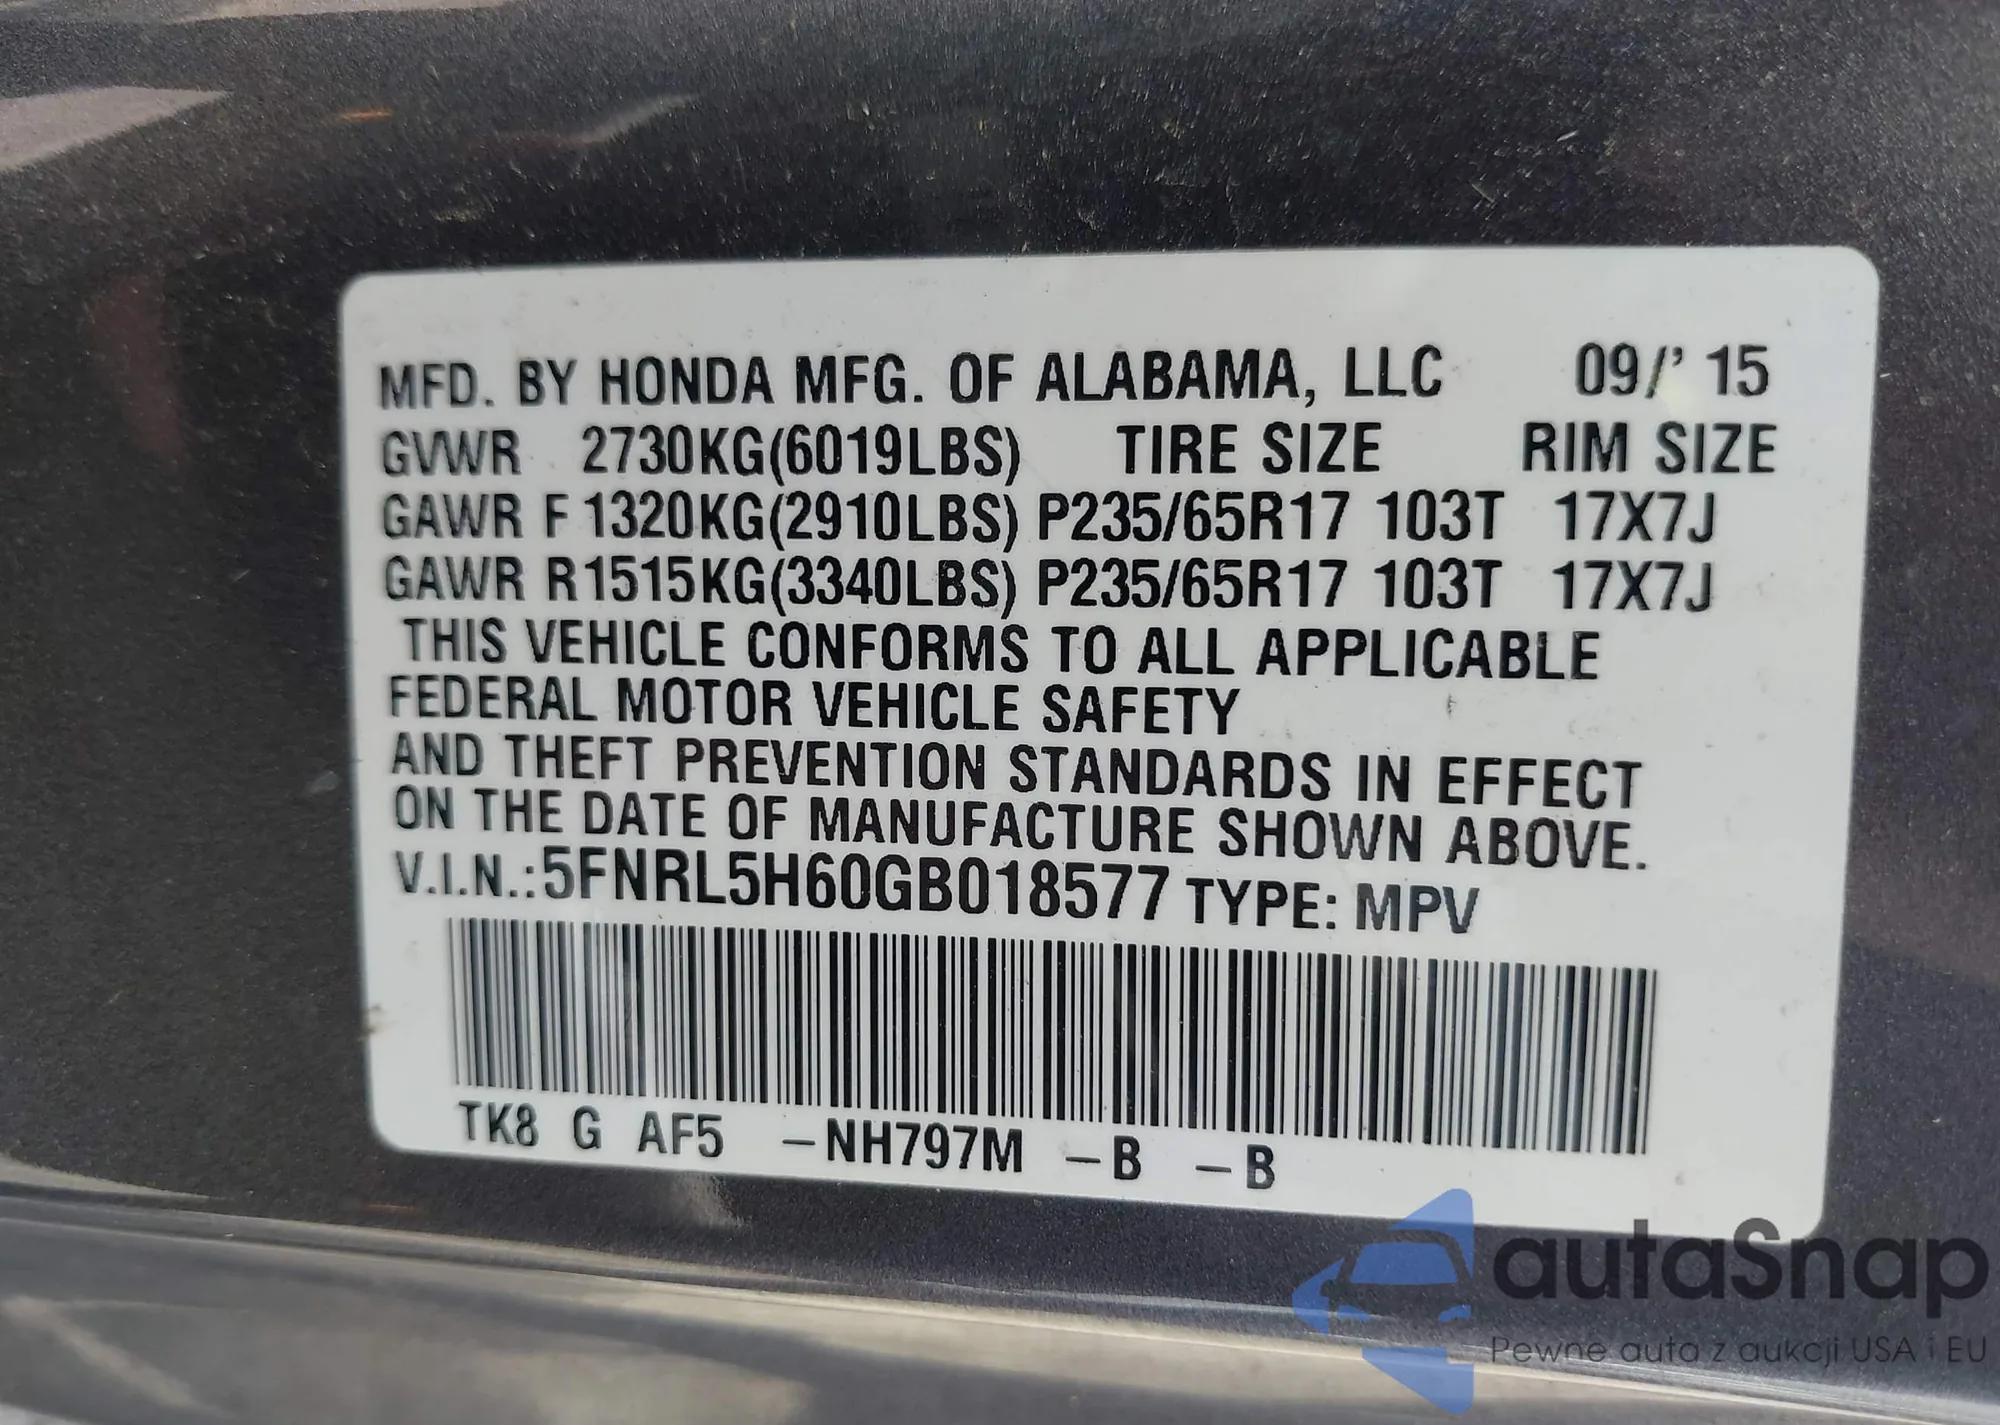 MFD. BY HONDA MFG. OF ALABAMA, LLC 09/' 15
GVWR 2730KG(6019LBS) TIRE SIZE RIM SIZE
GAWR F 1320KG(2910LBS) P235/65R17 103T 17X7J
GAWR R 1515KG(3340LBS) P235/65R17 103T 17X7J
THIS VEHICLE CONFORMS TO ALL APPLICABLE
FEDERAL MOTOR VEHICLE SAFETY
AND THEFT PREVENTION STANDARDS IN EFFECT
ON THE DATE OF MANUFACTURE SHOWN ABOVE.
V.I.N.:5FNRL5H60GB018577 TYPE: MPV
TK8 G AF5 –NH797M –B –B
autaSnap
Pewne auta z aukcji USA i EU